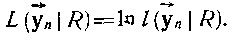 L (y⃗ₙ | R) = ln l (y⃗ₙ | R).